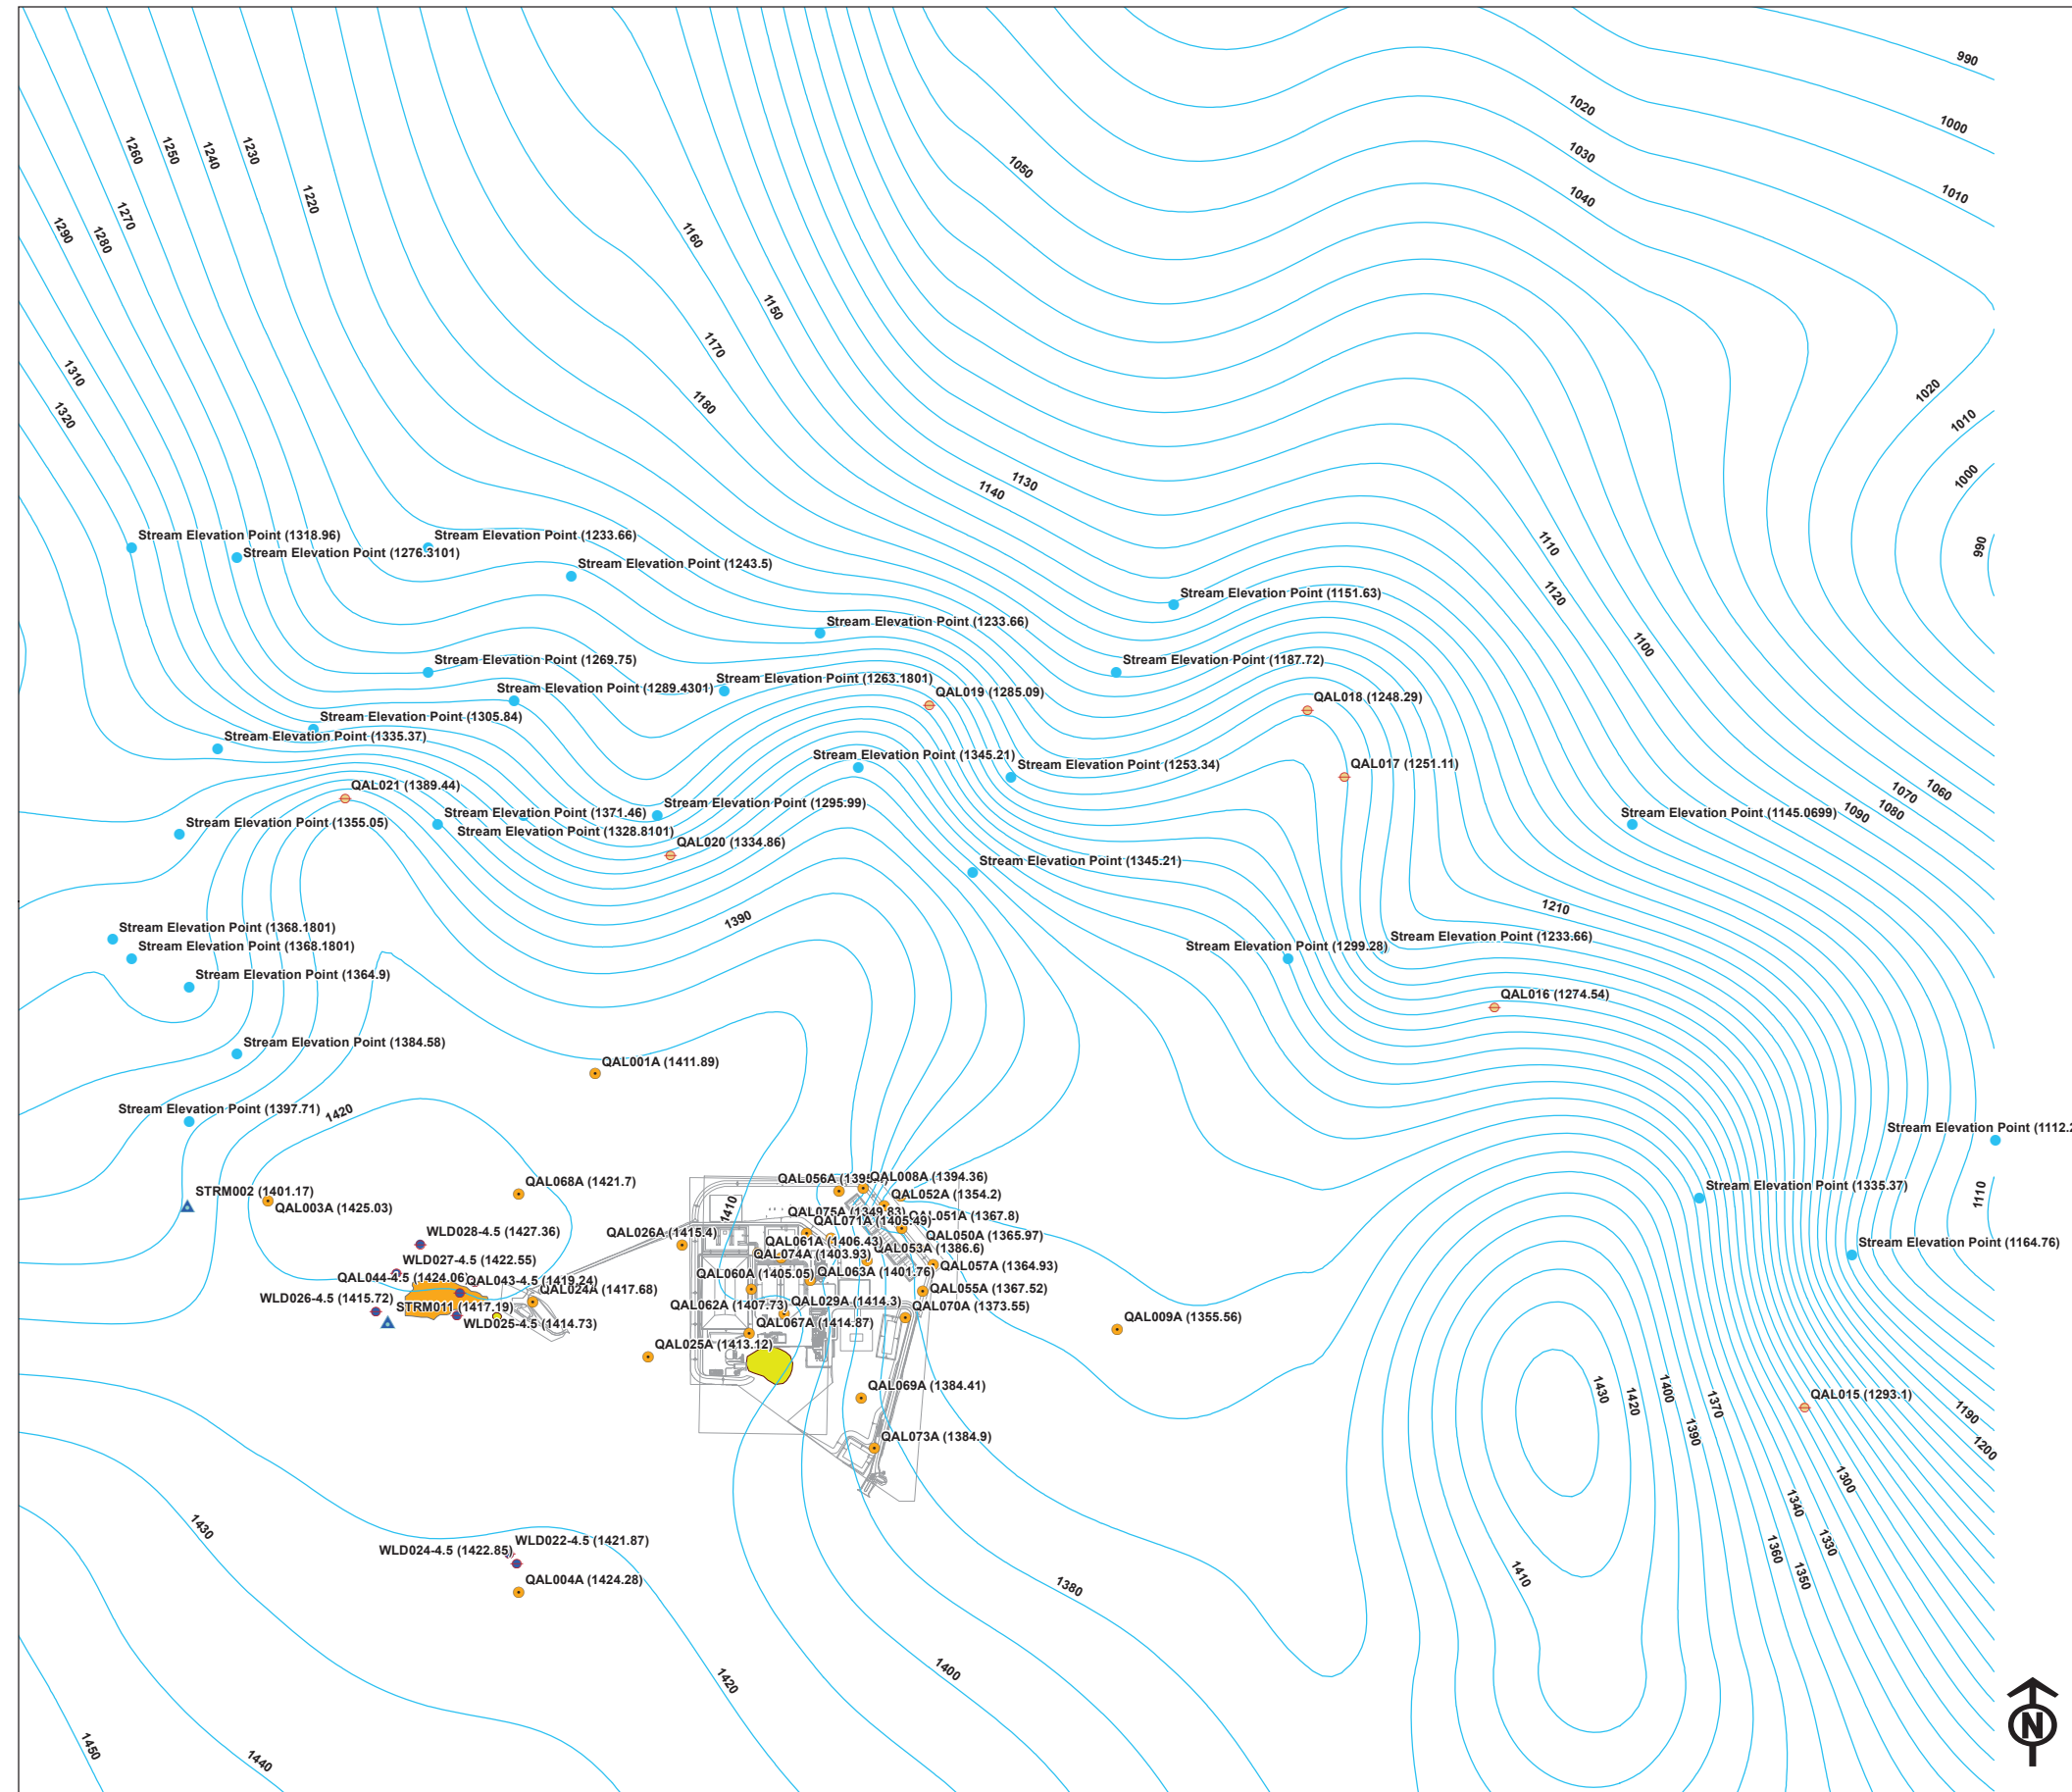 990
1020
1000
1030
1260
1250
1240
1230
1050
1040
1010
1220
1270
1290
1280
1160
1150
1170
1310
1180
1320
1020
1010
1000
1130
1140
990
1110
1120
1100
Stream Elevation Point (1318.96)
Stream Elevation Point (1276.3101)
Stream Elevation Point (1233.66)
Stream Elevation Point (1243.5)
Stream Elevation Point (1151.63)
Stream Elevation Point (1233.66)
Stream Elevation Point (1269.75)
Stream Elevation Point (1187.72)
Stream Elevation Point (1289.4301)
Stream Elevation Point (1263.1801)
QAL019 (1285.09)
QAL018 (1248.29)
Stream Elevation Point (1305.84)
Stream Elevation Point (1335.37)
Stream Elevation Point (1345.21)
Stream Elevation Point (1253.34)
QAL017 (1251.11)
1060
1070
1080
1090
QAL021 (1389.44)
Stream Elevation Point (1371.46)
Stream Elevation Point (1295.99)
Stream Elevation Point (1145.0699)
Stream Elevation Point (1355.05)
Stream Elevation Point (1328.8101)
QAL020 (1334.86)
Stream Elevation Point (1345.21)
1390
1210
Stream Elevation Point (1368.1801)
Stream Elevation Point (1368.1801)
Stream Elevation Point (1299.28)
Stream Elevation Point (1233.66)
Stream Elevation Point (1364.9)
QAL016 (1274.54)
Stream Elevation Point (1384.58)
QAL001A (1411.89)
Stream Elevation Point (1397.71)
1420
Stream Elevation Point (1112.2
STRM002 (1401.17)
QAL003A (1425.03)
QAL068A (1421.7)
QAL056A (1395
QAL008A (1394.36)
QAL052A (1354.2)
Stream Elevation Point (1335.37)
1110
1410
QAL075A (1349.83)
QAL051A (1367.8)
QAL071A (1405.49)
WLD028-4.5 (1427.36)
QAL026A (1415.4)
QAL061A (1406.43)
QAL050A (1365.97)
QAL074A (1403.93)
QAL053A (1386.6)
Stream Elevation Point (1164.76)
WLD027-4.5 (1422.55)
QAL060A (1405.05)
QAL063A (1401.76)
QAL057A (1364.93)
QAL044-4.5 (1424.06)
QAL043-4.5 (1419.24)
QAL024A (1417.68)
QAL055A (1367.52)
WLD026-4.5 (1415.72)
STRM011 (1417.19)
WLD025-4.5 (1414.73)
QAL062A (1407.73)
QAL029A (1414.3)
QAL070A (1373.55)
QAL067A (1414.87)
QAL009A (1355.56)
QAL025A (1413.12)
QAL069A (1384.41)
QAL015 (1293.1)
1430
1420
1400
1390
1370
1190
1200
QAL073A (1384.9)
1300
1340
1330
1360
1350
1410
1430
WLD022-4.5 (1421.87)
WLD024-4.5 (1422.85)
QAL004A (1424.28)
1380
1400
1420
1450
1440
N